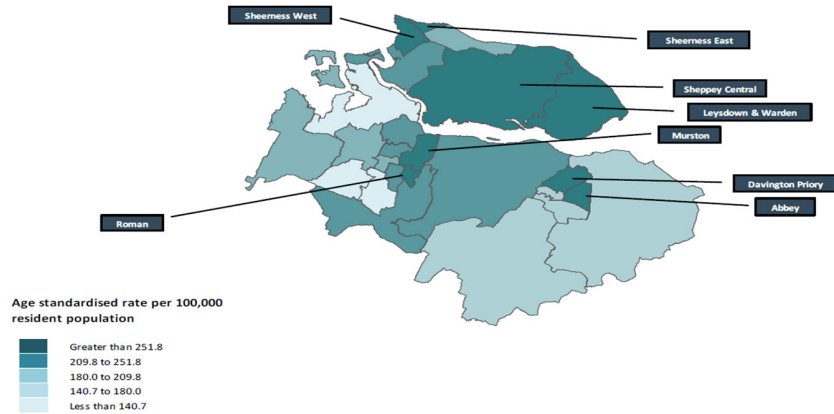 Sheerness West
Sheerness East
Sheppey Central
Leysdown & Warden
Murston
Davington Priory
Abbey
Roman
Age standardised rate per 100,000
resident population
Greater than 251.8
209.8 to 251.8
180.0 to 209.8
140.7 to 180.0
Less than 140.7